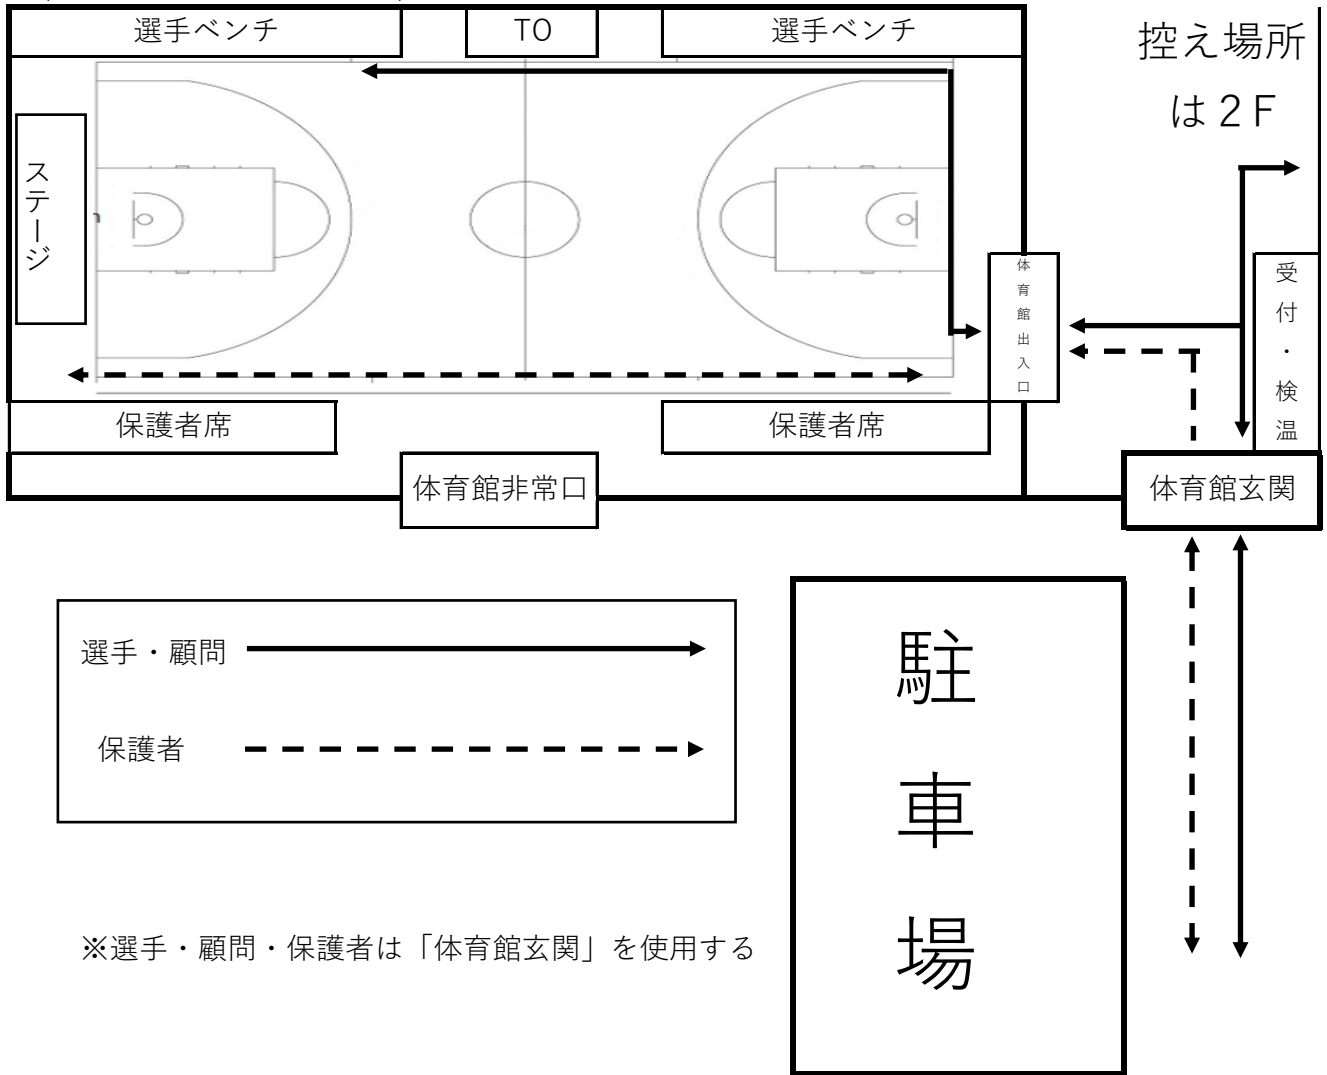 選手ベンチ
TO
選手ベンチ
控え場所
は２Ｆ
ステージ
体育館出入口
受付・検温
保護者席
保護者席
体育館非常口
体育館玄関
選手・顧問
保護者
駐車場
※選手・顧問・保護者は「体育館玄関」を使用する